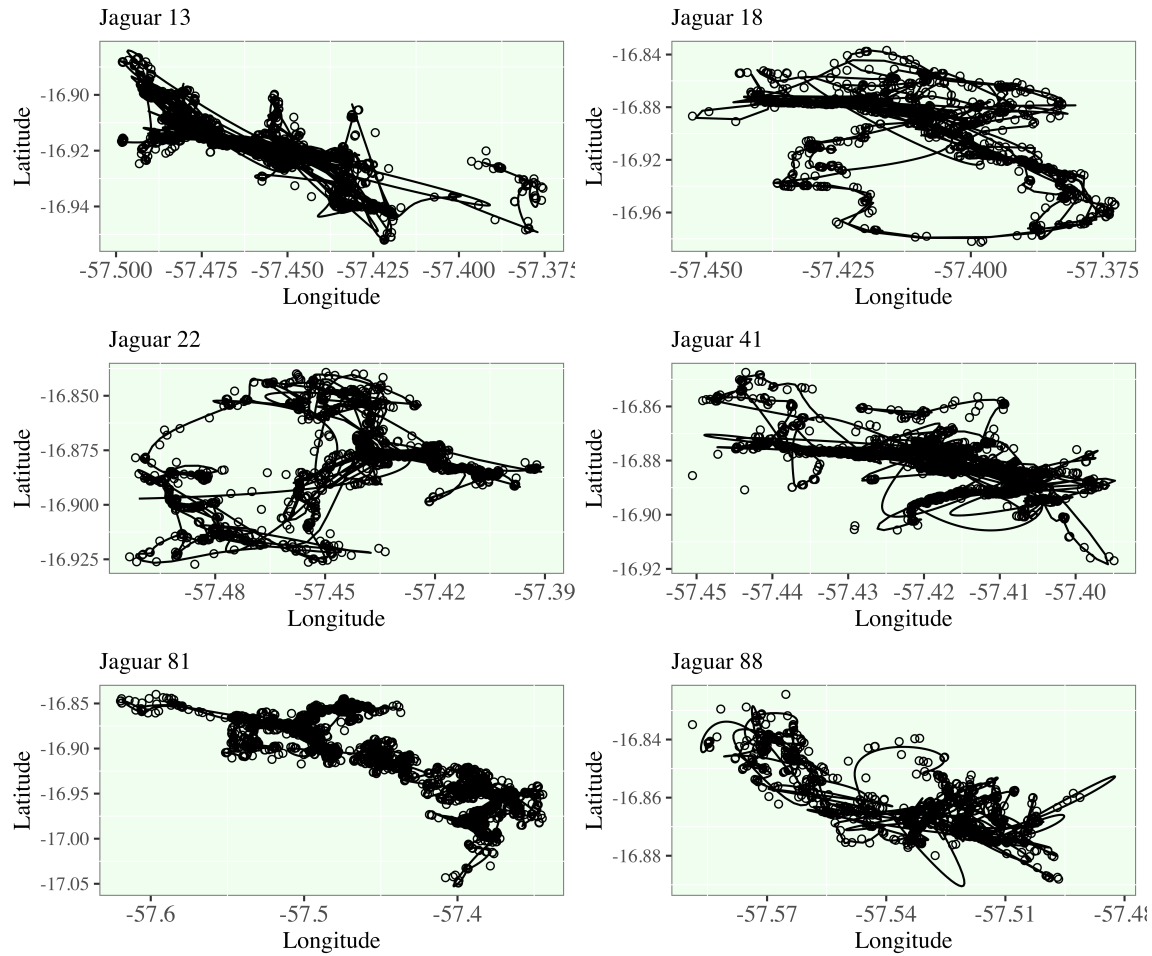 Jaguar 13
Latitude
-16.90
-16.92
-16.94
-57.500 -57.475 -57.450 -57.425 -57.400 -57.375
Longitude
Jaguar 18
Latitude
-16.84
-16.88
-16.92
-16.96
-57.450 -57.425 -57.400 -57.375
Longitude
Jaguar 22
Latitude
-16.850
-16.875
-16.900
-16.925
-57.48 -57.45 -57.42 -57.39
Longitude
Jaguar 41
Latitude
-16.86
-16.88
-16.90
-16.92
-57.45 -57.44 -57.43 -57.42 -57.41 -57.40
Longitude
Jaguar 81
Latitude
-16.85
-16.90
-16.95
-17.00
-17.05
-57.6 -57.5 -57.4
Longitude
Jaguar 88
Latitude
-16.84
-16.86
-16.88
-57.57 -57.54 -57.51 -57.48
Longitude